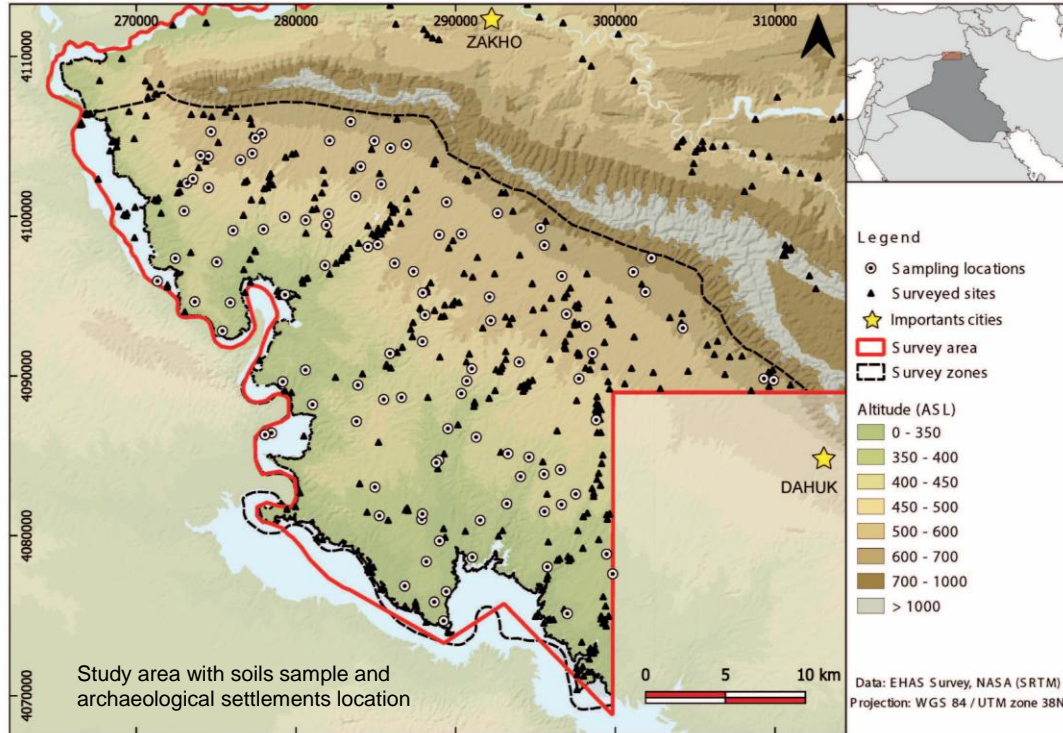 270000 280000 290000 300000 310000
4110000
4100000
4090000
4080000
4070000
ZAKHO
DAHUK
Study area with soils sample and
archaeological settlements location
0 5 10 km
Legend
Sampling locations
Surveyed sites
Importants cities
Survey area
Survey zones
Altitude (ASL)
0 - 350
350 - 400
400 - 450
450 - 500
500 - 600
600 - 700
700 - 1000
> 1000
Data: EHAS Survey, NASA (SRTM)
Projection: WGS 84 / UTM zone 38N